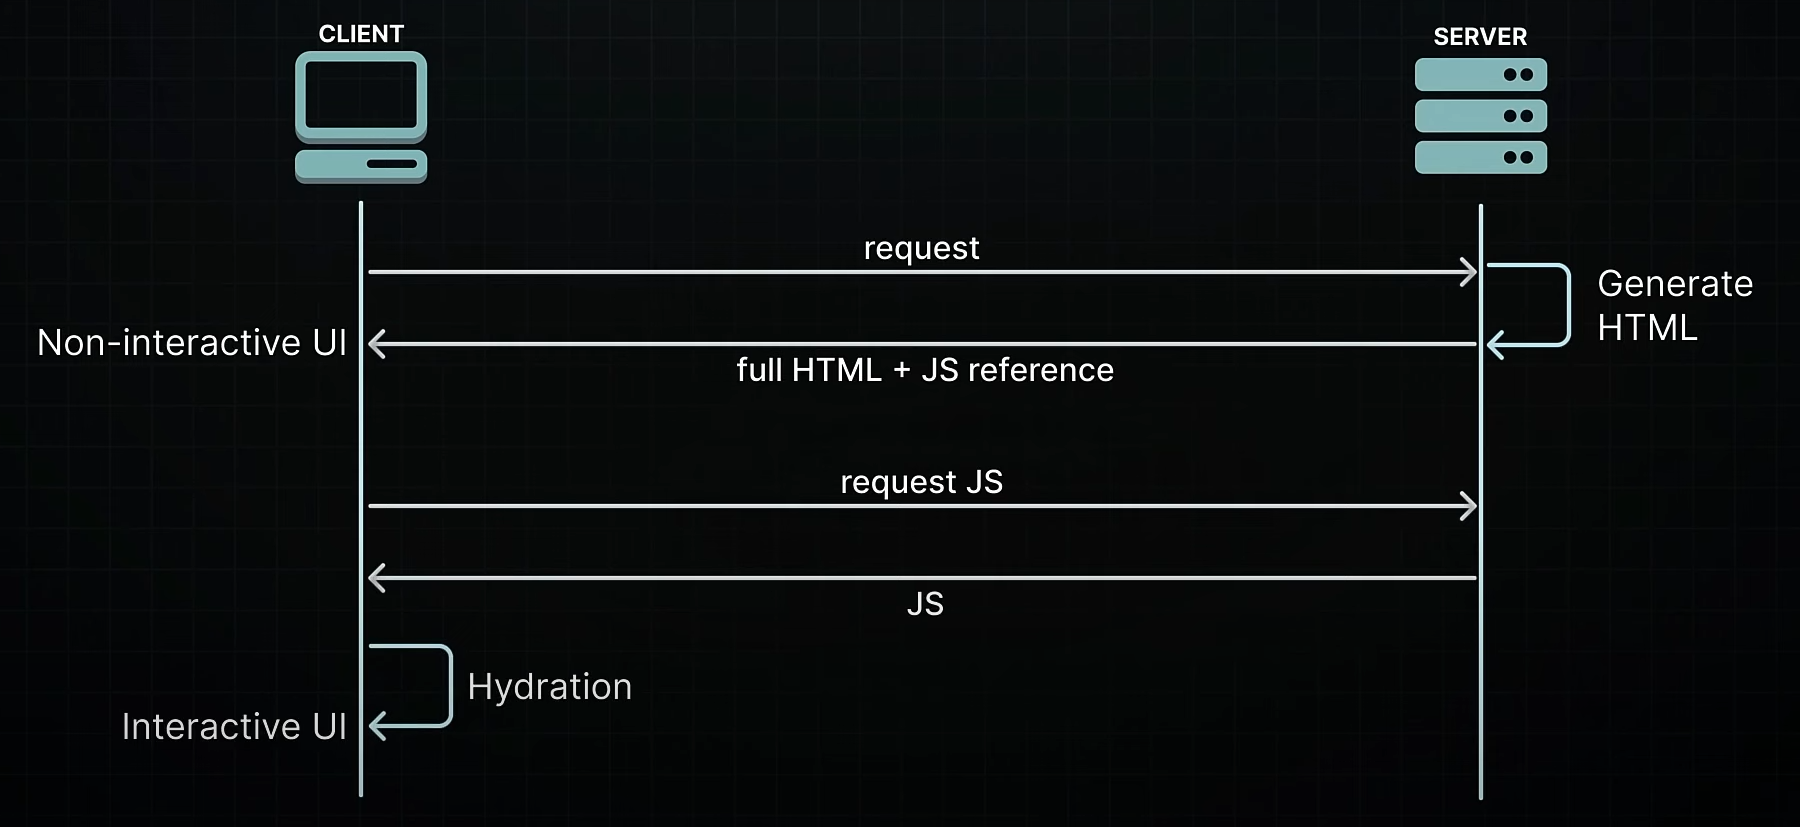 CLIENT
SERVER
request
Generate
HTML
Non-interactive UI
full HTML + JS reference
request JS
JS
Hydration
Interactive UI